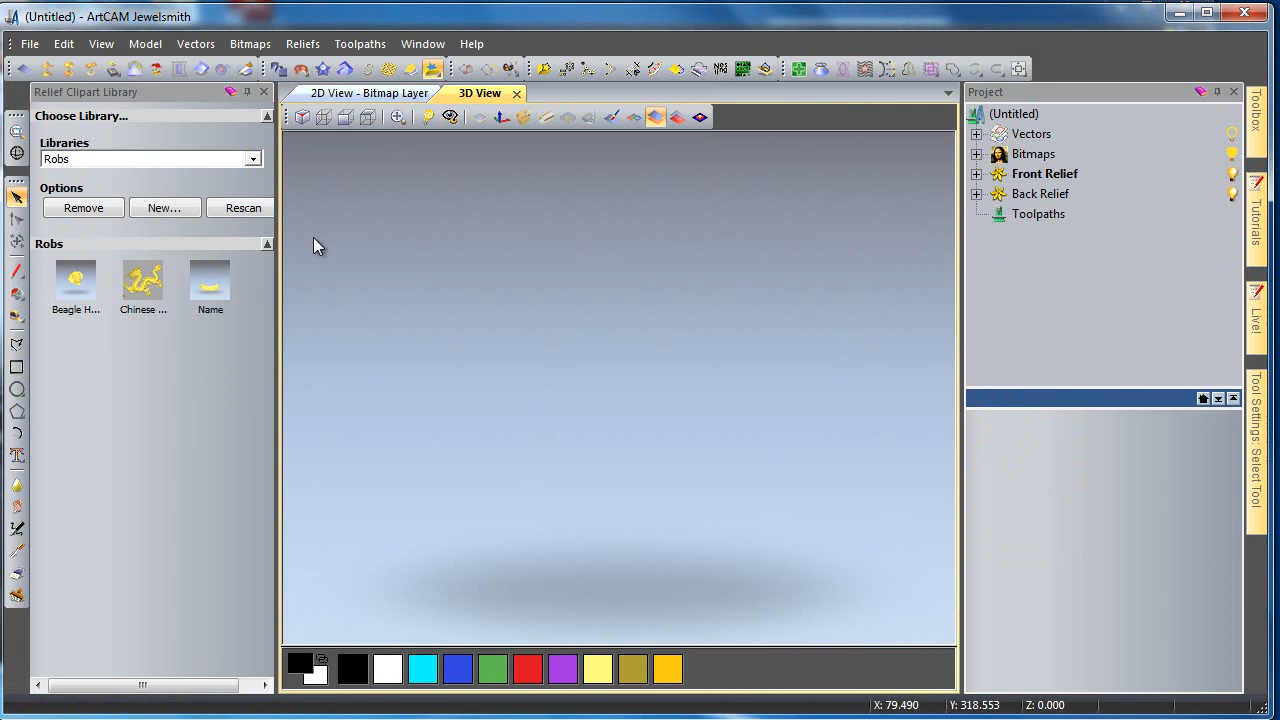 (Untitled) - ArtCAM Jewelsmith
File Edit View Model Vectors Bitmaps Reliefs Toolpaths Window Help
Relief Clipart Library
2D View - Bitmap Layer 3D View
Project
Choose Library...
Libraries
Robs
Options
Remove New... Rescan
Robs
Beagle H... Chinese ... Name
(Untitled)
Vectors
Bitmaps
Front Relief
Back Relief
Toolpaths
Toolbox
Tutorials
Live!
Tool Settings: Select Tool
X: 79.490 Y: 318.553 Z: 0.000